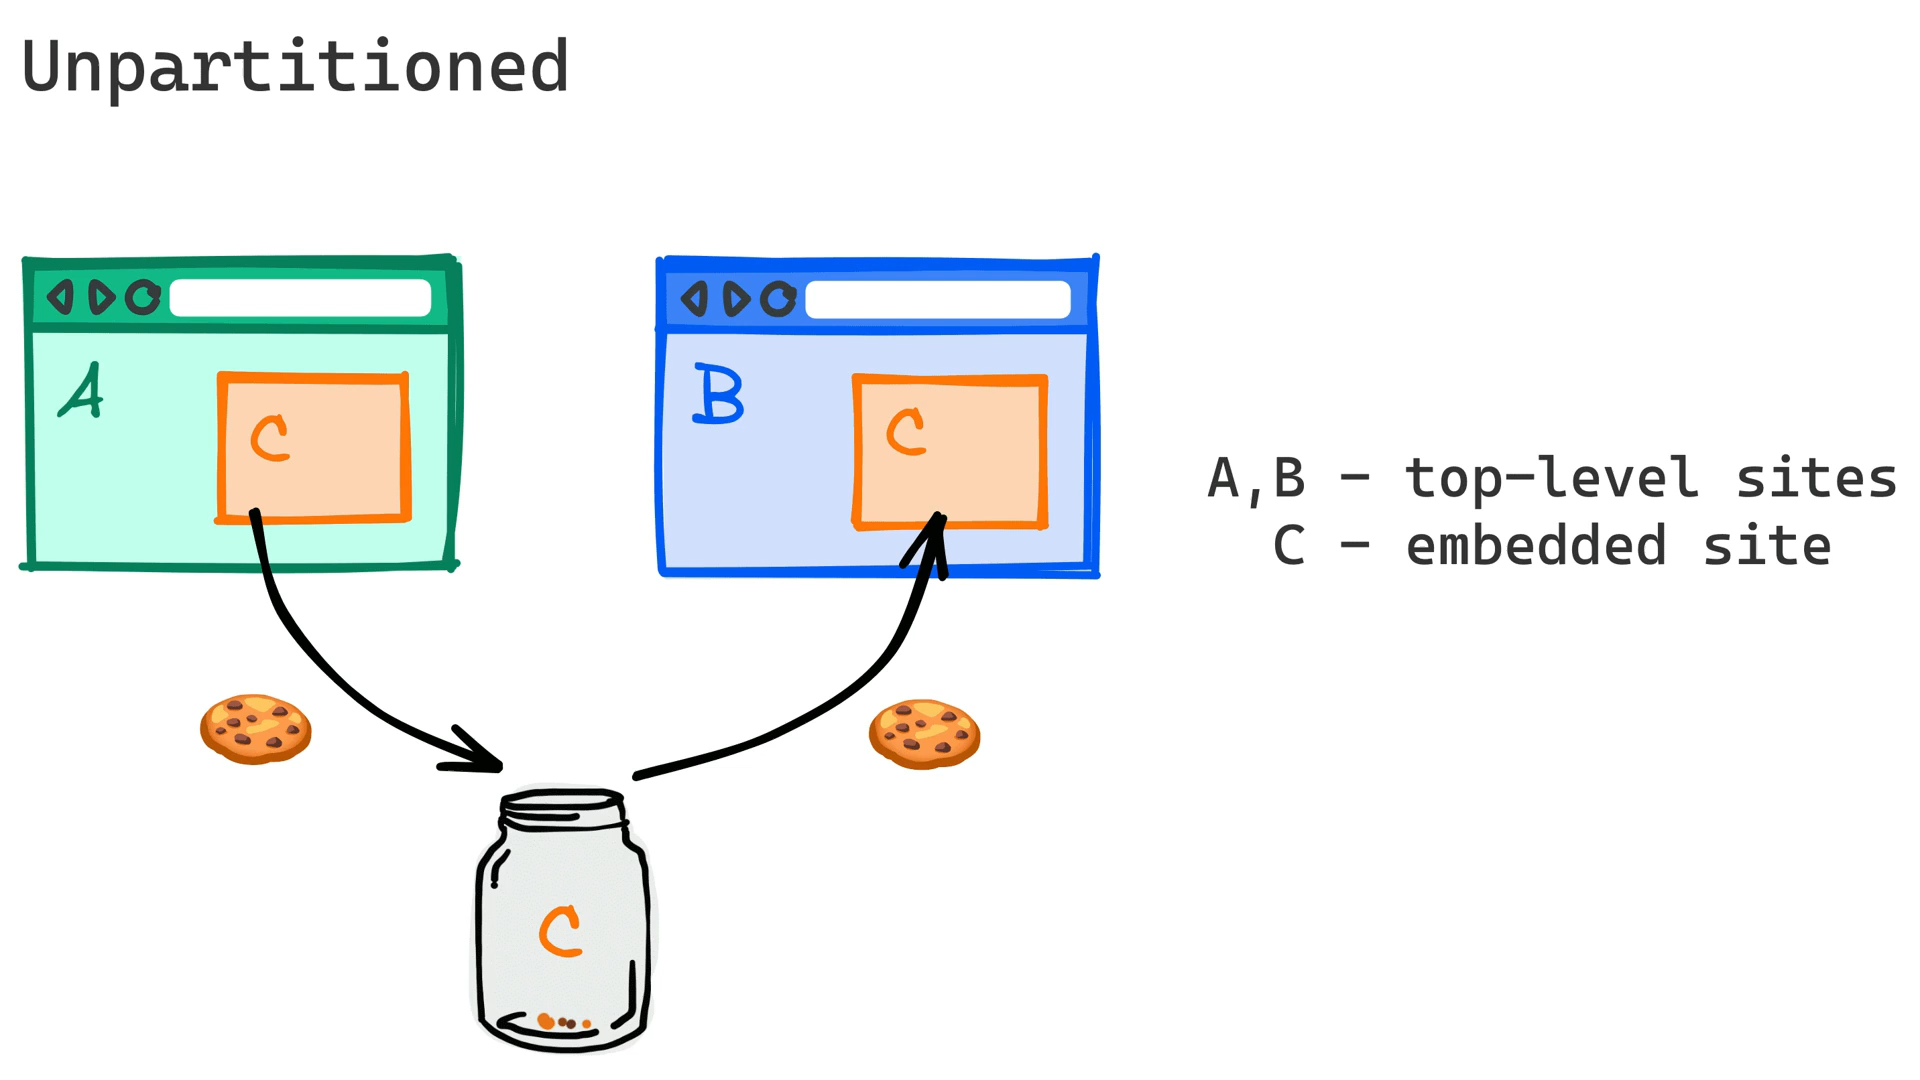 Unpartitioned
A
C
B
C
A,B - top-level sites
C - embedded site
C